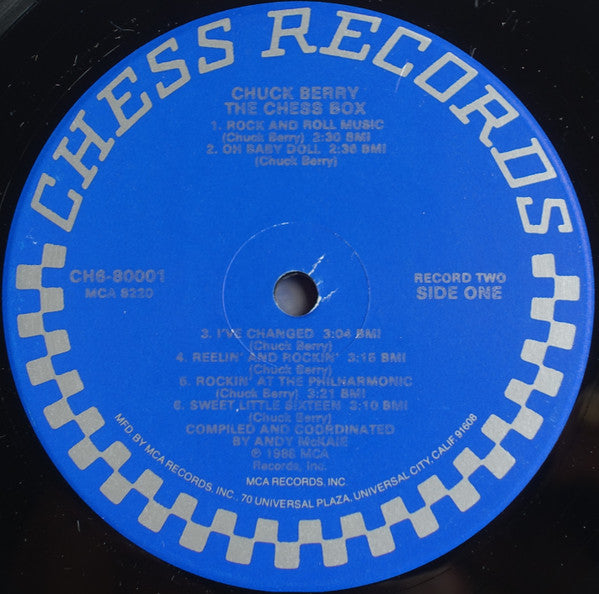 CHESS RECORDS
CHUCK BERRY
THE CHESS BOX
1. ROCK AND ROLL MUSIC
(Chuck Berry) 2:30 BMI
2. OH BABY DOLL 2:36 BMI
(Chuck Berry)
CH6-80001
MCA 6220
RECORD TWO
SIDE ONE
3. I'VE CHANGED 3:04 BMI
(Chuck Berry)
4. REELIN' AND ROCKIN' 3:15 BMI
(Chuck Berry)
5. ROCKIN' AT THE PHILHARMONIC
(Chuck Berry) 3:21 BMI
6. SWEET LITTLE SIXTEEN 3:10 BMI
(Chuck Berry)
COMPILED AND COORDINATED
BY ANDY McKAIE
℗ 1988 MCA
Records, Inc.
MCA RECORDS, INC.
MFD BY MCA RECORDS, INC., 70 UNIVERSAL PLAZA, UNIVERSAL CITY, CALIF. 91608